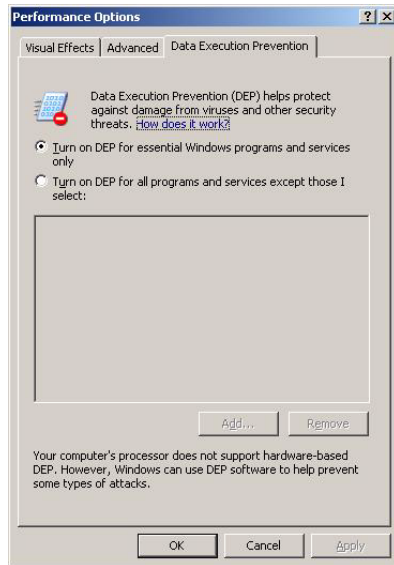 Performance Options
Visual Effects Advanced Data Execution Prevention
Data Execution Prevention (DEP) helps protect
against damage from viruses and other security
threats. How does it work?
Turn on DEP for essential Windows programs and services
only
Turn on DEP for all programs and services except those I
select:
Add... Remove
Your computer's processor does not support hardware-based
DEP. However, Windows can use DEP software to help prevent
some types of attacks.
OK Cancel Apply